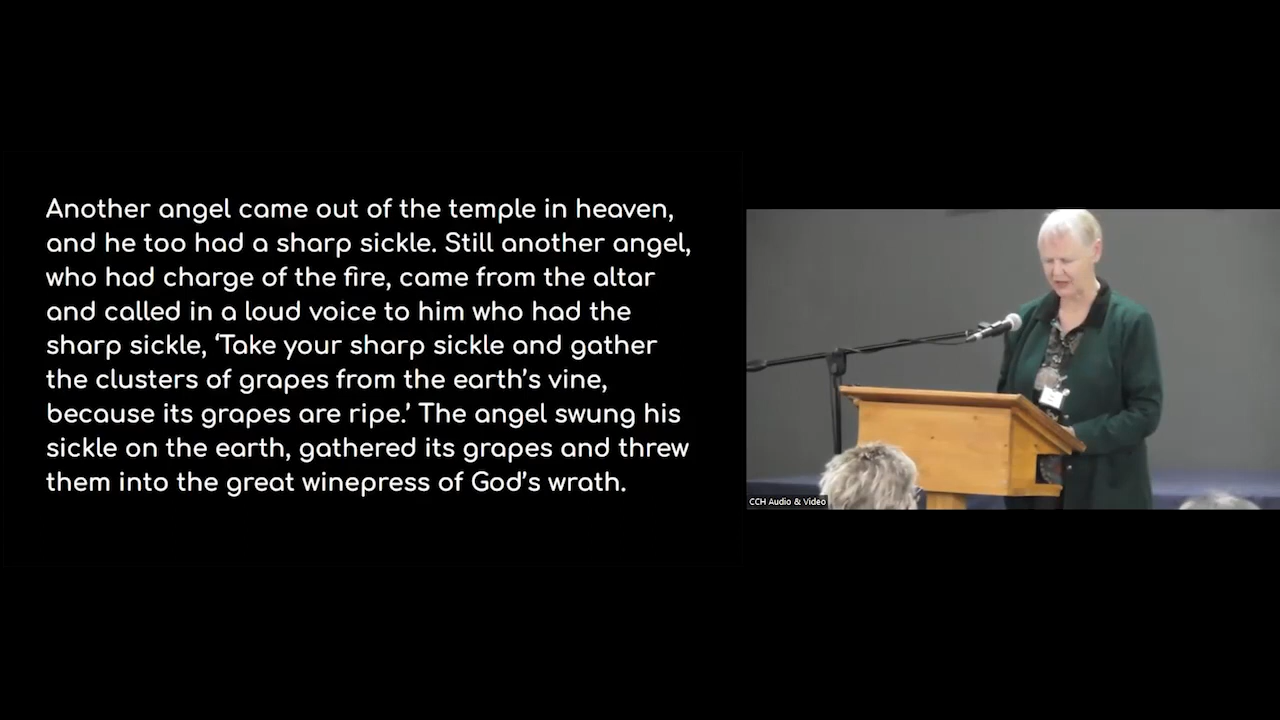 Another angel came out of the temple in heaven,
and he too had a sharp sickle. Still another angel,
who had charge of the fire, came from the altar
and called in a loud voice to him who had the
sharp sickle, ‘Take your sharp sickle and gather
the clusters of grapes from the earth’s vine,
because its grapes are ripe.’ The angel swung his
sickle on the earth, gathered its grapes and threw
them into the great winepress of God’s wrath.
CCH Audio & Video